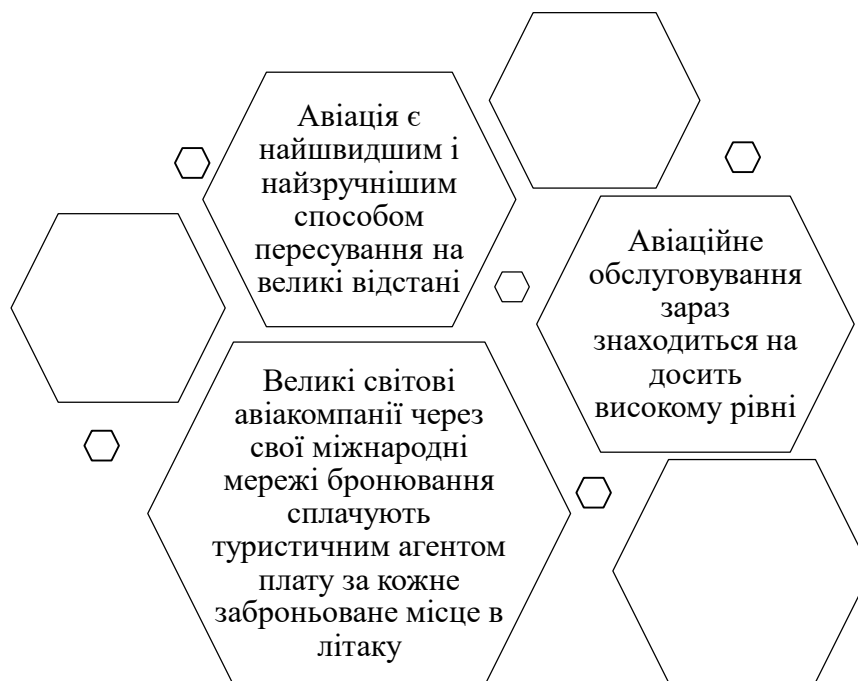 Авіація є
найшвидшим і
найзручнішим
способом
пересування на
великі відстані
Авіаційне
обслуговування
зараз
знаходиться на
досить
високому рівні
Великі світові
авіакомпанії через
свої міжнародні
мережі бронювання
сплачують
туристичним агентом
плату за кожне
заброньоване місце в
літаку